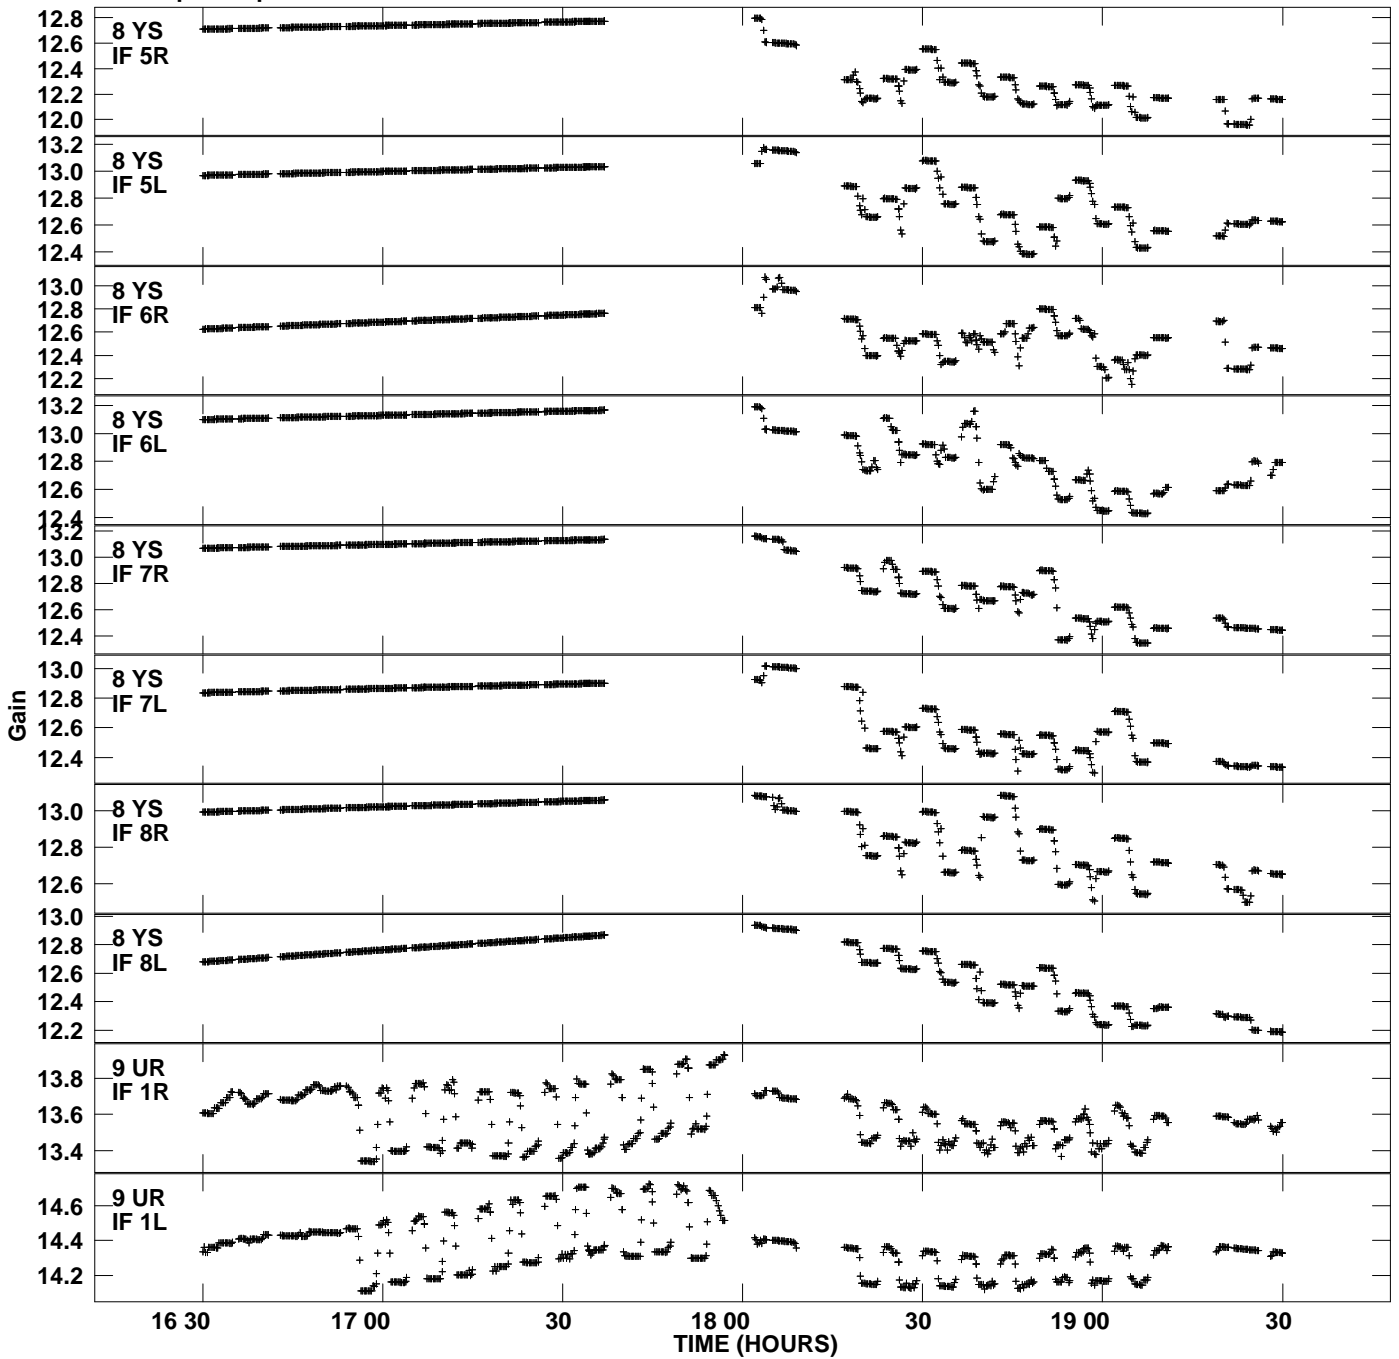 12.8
12.6
12.4
12.2
12.0
8 YS
IF 5R
13.2
13.0
12.8
12.6
12.4
8 YS
IF 5L
13.0
12.8
12.6
12.4
12.2
8 YS
IF 6R
13.2
13.0
12.8
12.6
12.4
8 YS
IF 6L
13.2
13.0
12.8
12.6
12.4
8 YS
IF 7R
13.0
12.8
12.6
12.4
8 YS
IF 7L
Gain
13.0
12.8
12.6
8 YS
IF 8R
13.0
12.8
12.6
12.4
12.2
8 YS
IF 8L
13.8
13.6
13.4
9 UR
IF 1R
14.6
14.4
14.2
9 UR
IF 1L
16 30 17 00 30 18 00 30 19 00 30
TIME (HOURS)